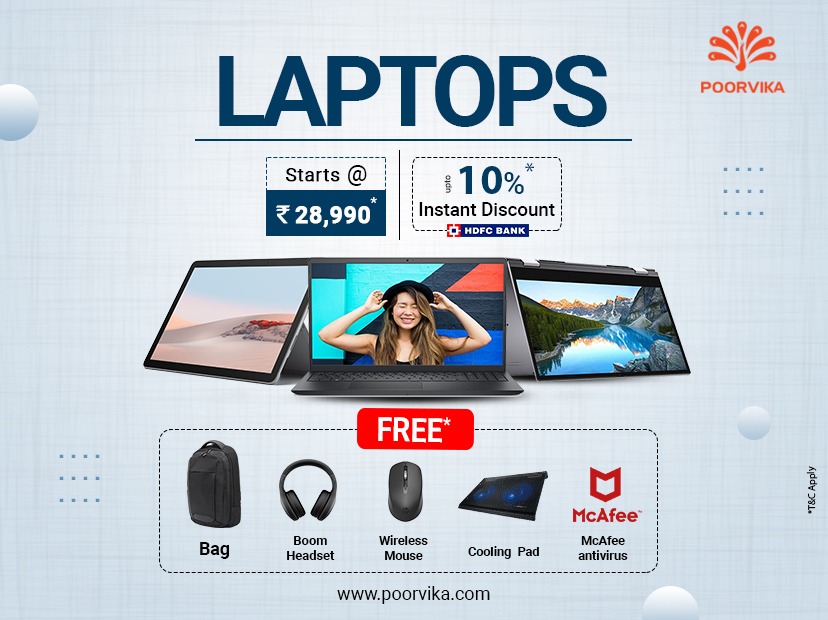 POORVIKA
LAPTOPS
Starts @
₹ 28,990*
upto 10%*
Instant Discount
HDFC BANK
FREE*
Bag
Boom
Headset
Wireless
Mouse
Cooling Pad
McAfee™
McAfee
antivirus
*T&C Apply
www.poorvika.com